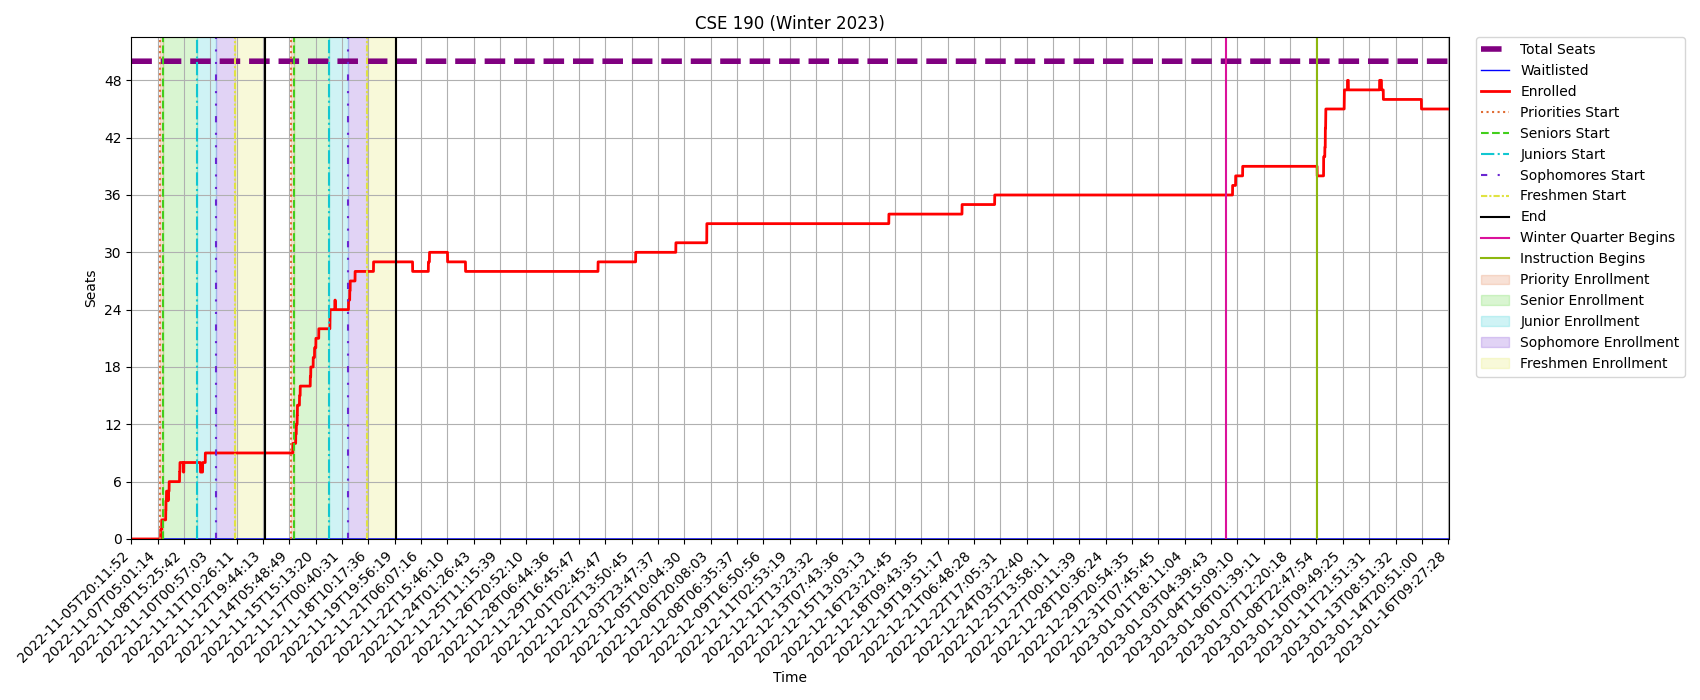 CSE 190 (Winter 2023)
Seats
48
42
36
30
24
18
12
6
0
2022-11-05T20:11:52
2022-11-07T05:01:14
2022-11-08T15:25:42
2022-11-10T00:57:03
2022-11-11T10:26:11
2022-11-12T19:44:13
2022-11-14T05:48:49
2022-11-15T15:13:20
2022-11-17T00:40:31
2022-11-18T10:17:36
2022-11-19T19:56:19
2022-11-21T06:07:16
2022-11-22T15:46:10
2022-11-24T01:26:43
2022-11-25T11:15:39
2022-11-26T20:52:10
2022-11-28T06:44:36
2022-11-29T16:45:47
2022-12-01T02:45:47
2022-12-02T13:50:45
2022-12-03T23:47:37
2022-12-05T10:04:30
2022-12-06T20:08:03
2022-12-08T06:35:37
2022-12-09T16:50:56
2022-12-11T02:53:19
2022-12-12T13:23:32
2022-12-13T07:43:36
2022-12-15T13:03:13
2022-12-16T23:21:45
2022-12-18T09:43:35
2022-12-19T19:51:17
2022-12-21T06:48:28
2022-12-22T17:05:31
2022-12-24T03:22:40
2022-12-25T13:58:11
2022-12-27T00:11:39
2022-12-28T10:36:24
2022-12-29T20:54:35
2022-12-31T07:45:45
2023-01-01T18:11:04
2023-01-03T04:39:43
2023-01-04T15:09:10
2023-01-06T01:39:11
2023-01-07T12:20:18
2023-01-08T22:47:54
2023-01-10T09:49:25
2023-01-11T21:51:31
2023-01-13T08:51:32
2023-01-14T20:51:00
2023-01-16T09:27:28
Time
Total Seats
Waitlisted
Enrolled
Priorities Start
Seniors Start
Juniors Start
Sophomores Start
Freshmen Start
End
Winter Quarter Begins
Instruction Begins
Priority Enrollment
Senior Enrollment
Junior Enrollment
Sophomore Enrollment
Freshmen Enrollment